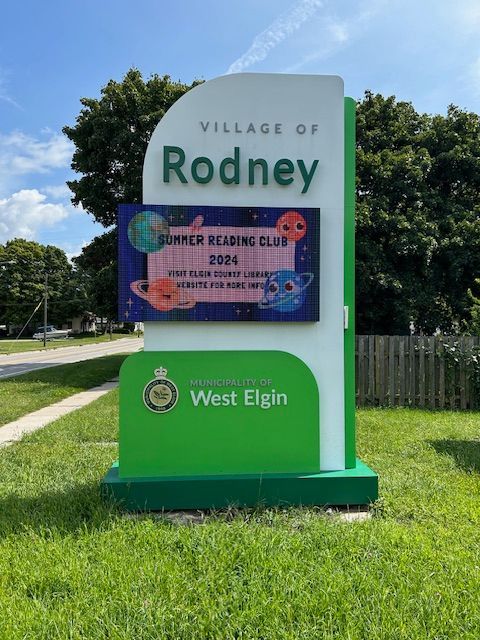 VILLAGE OF
Rodney
SUMMER READING CLUB
2024
VISIT ELGIN COUNTY LIBRARY
WEBSITE FOR MORE INFO
MUNICIPALITY OF
West Elgin